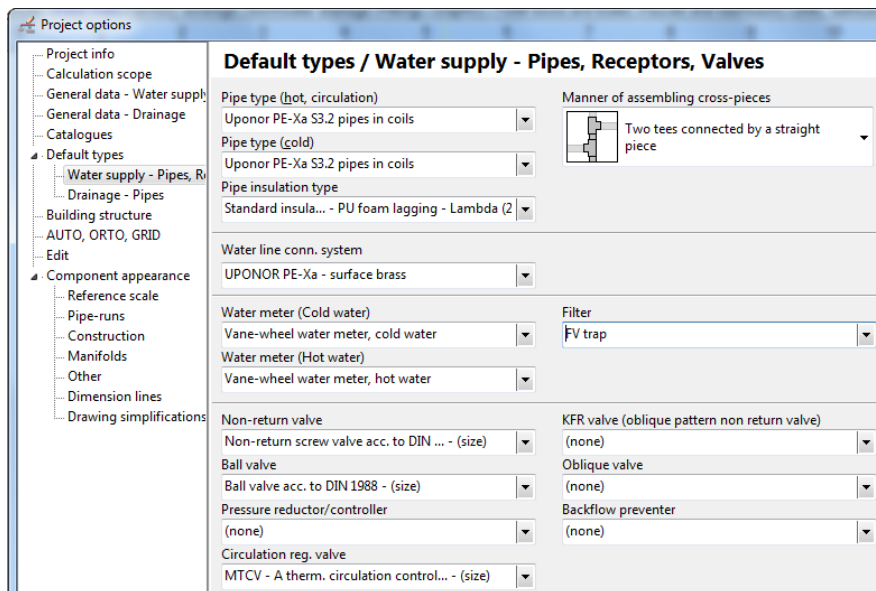 Project options
Project info
Calculation scope
General data - Water supply
General data - Drainage
Catalogues
Default types
Water supply - Pipes, Re
Drainage - Pipes
Building structure
AUTO, ORTO, GRID
Edit
Component appearance
Reference scale
Pipe-runs
Construction
Manifolds
Other
Dimension lines
Drawing simplifications
Default types / Water supply - Pipes, Receptors, Valves
Pipe type (hot, circulation)
Uponor PE-Xa S3.2 pipes in coils
Pipe type (cold)
Uponor PE-Xa S3.2 pipes in coils
Pipe insulation type
Standard insula... - PU foam lagging - Lambda (2
Manner of assembling cross-pieces
Two tees connected by a straight
piece
Water line conn. system
UPONOR PE-Xa - surface brass
Water meter (Cold water)
Vane-wheel water meter, cold water
Water meter (Hot water)
Vane-wheel water meter, hot water
Filter
FV trap
Non-return valve
Non-return screw valve acc. to DIN ... - (size)
Ball valve
Ball valve acc. to DIN 1988 - (size)
Pressure reductor/controller
(none)
Circulation reg. valve
MTCV - A therm. circulation control... - (size)
KFR valve (oblique pattern non return valve)
(none)
Oblique valve
(none)
Backflow preventer
(none)